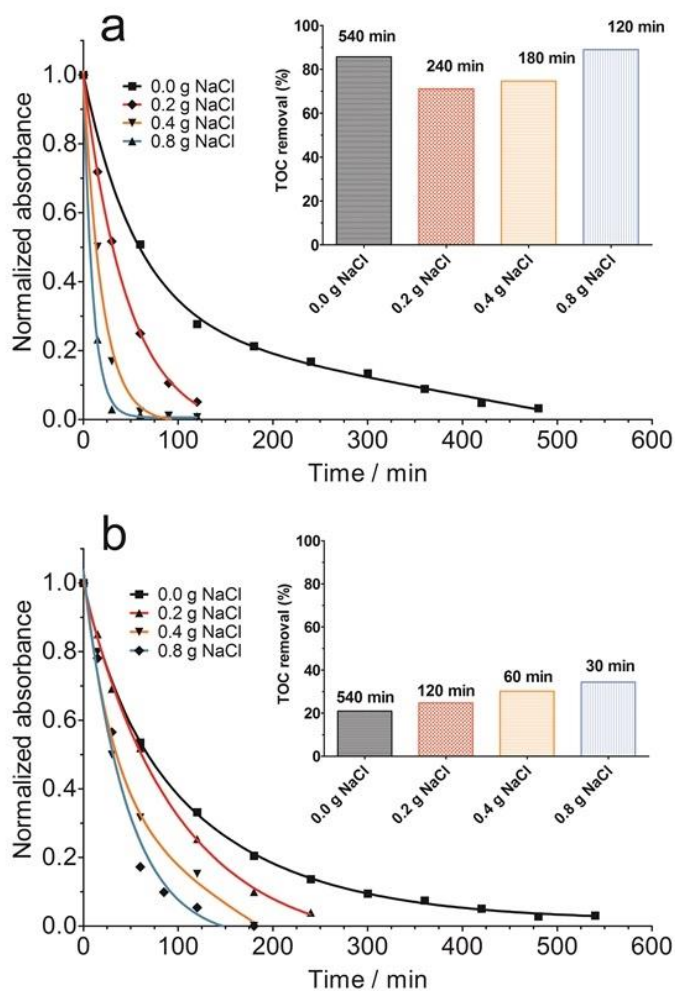 a
Normalized absorbance
1.0
0.8
0.6
0.4
0.2
0.0
0 100 200 300 400 500 600
Time / min
0.0 g NaCl
0.2 g NaCl
0.4 g NaCl
0.8 g NaCl
TOC removal (%)
100
80
60
40
20
0
540 min
240 min
180 min
120 min
0.0 g NaCl
0.2 g NaCl
0.4 g NaCl
0.8 g NaCl
b
Normalized absorbance
1.0
0.8
0.6
0.4
0.2
0.0
0 100 200 300 400 500 600
Time / min
0.0 g NaCl
0.2 g NaCl
0.4 g NaCl
0.8 g NaCl
TOC removal (%)
100
80
60
40
20
0
540 min
120 min
60 min
30 min
0.0 g NaCl
0.2 g NaCl
0.4 g NaCl
0.8 g NaCl